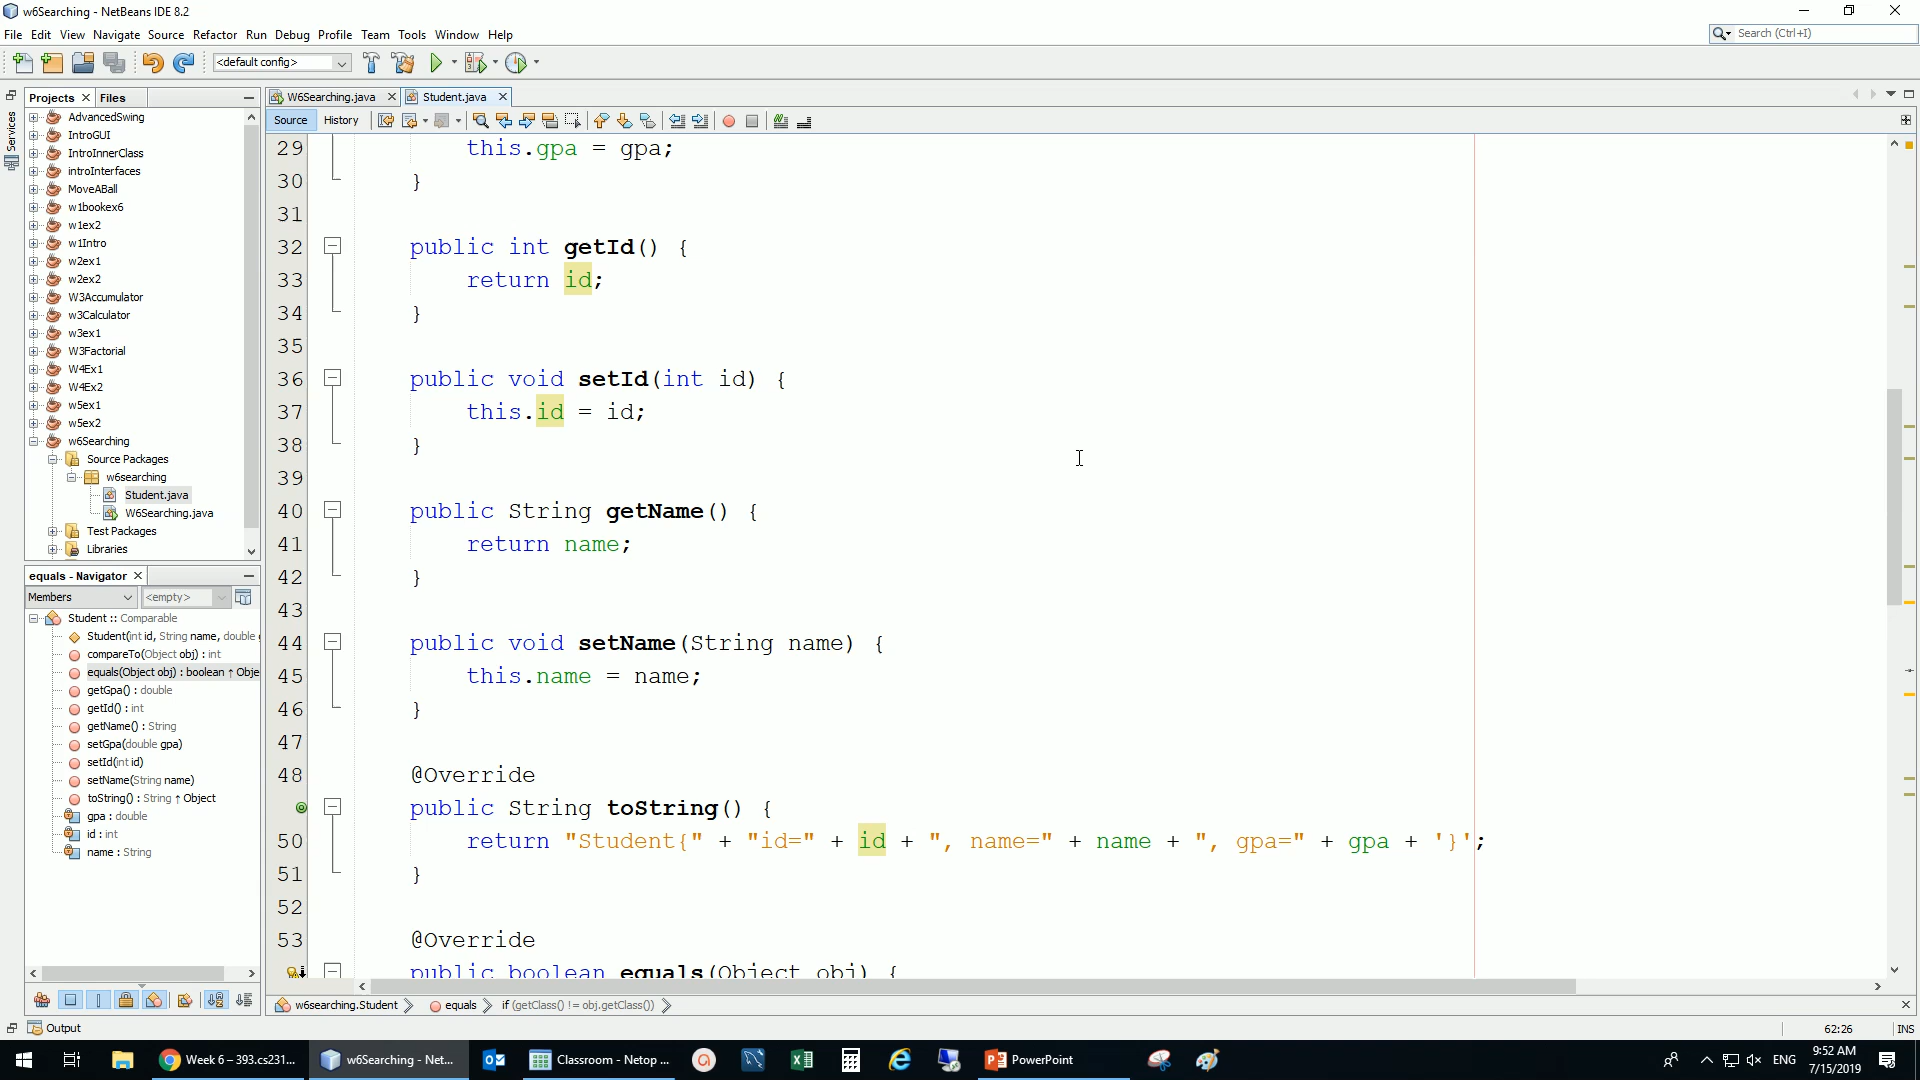 w6Searching - NetBeans IDE 8.2
File Edit View Navigate Source Refactor Run Debug Profile Team Tools Window Help
Search (Ctrl+I)
<default config>
Projects Files
W6Searching.java Student.java
Source History
Services
AdvancedSwing
IntroGUI
IntroInnerClass
introInterfaces
MoveABall
w1bookex6
w1ex2
w1Intro
w2ex1
w2ex2
W3Accumulator
w3Calculator
w3ex1
W3Factorial
W4Ex1
W4Ex2
w5ex1
w5ex2
w6Searching
Source Packages
w6searching
Student.java
W6Searching.java
Test Packages
Libraries
equals - Navigator
Members <empty>
Student :: Comparable
Student(int id, String name, double g
compareTo(Object obj) : int
equals(Object obj) : boolean ↑ Obje
getGpa() : double
getId() : int
getName() : String
setGpa(double gpa)
setId(int id)
setName(String name)
toString() : String ↑ Object
gpa : double
id : int
name : String
29 this.gpa = gpa;
30 }
31
32 public int getId() {
33 return id;
34 }
35
36 public void setId(int id) {
37 this.id = id;
38 }
39
40 public String getName() {
41 return name;
42 }
43
44 public void setName(String name) {
45 this.name = name;
46 }
47
48 @Override
public String toString() {
50 return "Student{" + "id=" + id + ", name=" + name + ", gpa=" + gpa + '}';
51 }
52
53 @Override
public boolean equals(Object obj) {
w6searching.Student equals if (getClass() != obj.getClass())
Output
62:26 INS
Week 6 – 393.cs231... w6Searching - Net... Classroom - Netop ... PowerPoint
ENG
9:52 AM
7/15/2019